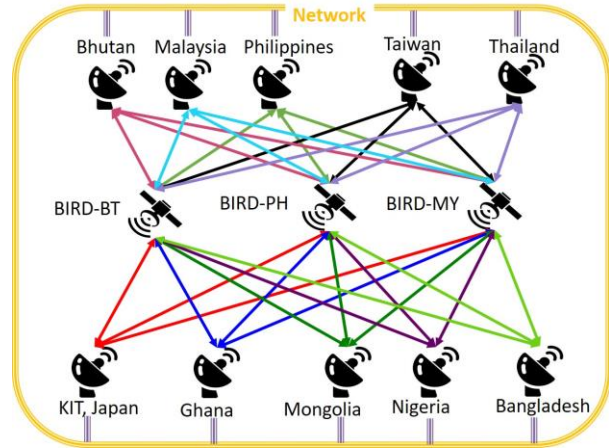 Network
Bhutan Malaysia Philippines Taiwan Thailand
BIRD-BT BIRD-PH BIRD-MY
KIT, Japan Ghana Mongolia Nigeria Bangladesh